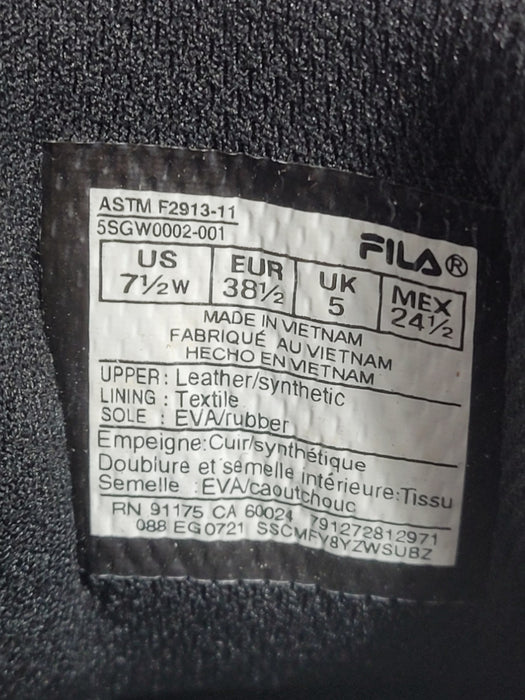 ASTM F2913-11
5SGW0002-001
FILA®
US EUR UK MEX
7½W 38½ 5 24½
MADE IN VIETNAM
FABRIQUÉ AU VIETNAM
HECHO EN VIETNAM
UPPER : Leather/synthetic
LINING : Textile
SOLE : EVA/rubber
Empeigne:Cuir/synthétique
Doubiure et semelle intérieure:Tissu
Semelle :EVA/caoutchouc
RN 91175 CA 60024 791272812971
088 EG0721 SSCMFY8YZWSUBZ